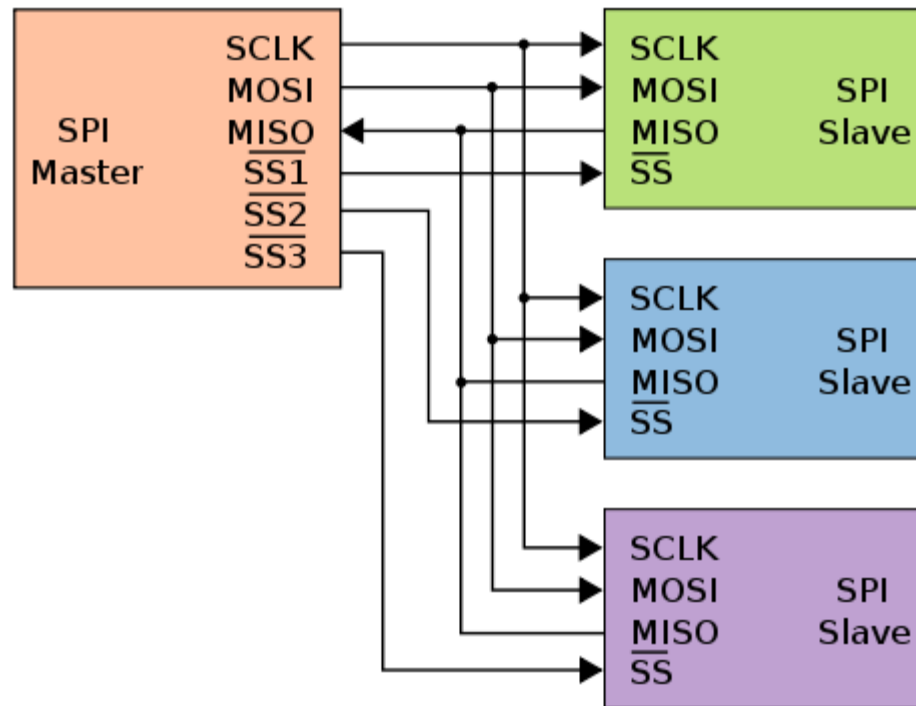 SPI
Master
SCLK
MOSI
MISO
SS1
SS2
SS3
SCLK
MOSI
MISO
SS
SPI
Slave
SCLK
MOSI
MISO
SS
SPI
Slave
SCLK
MOSI
MISO
SS
SPI
Slave